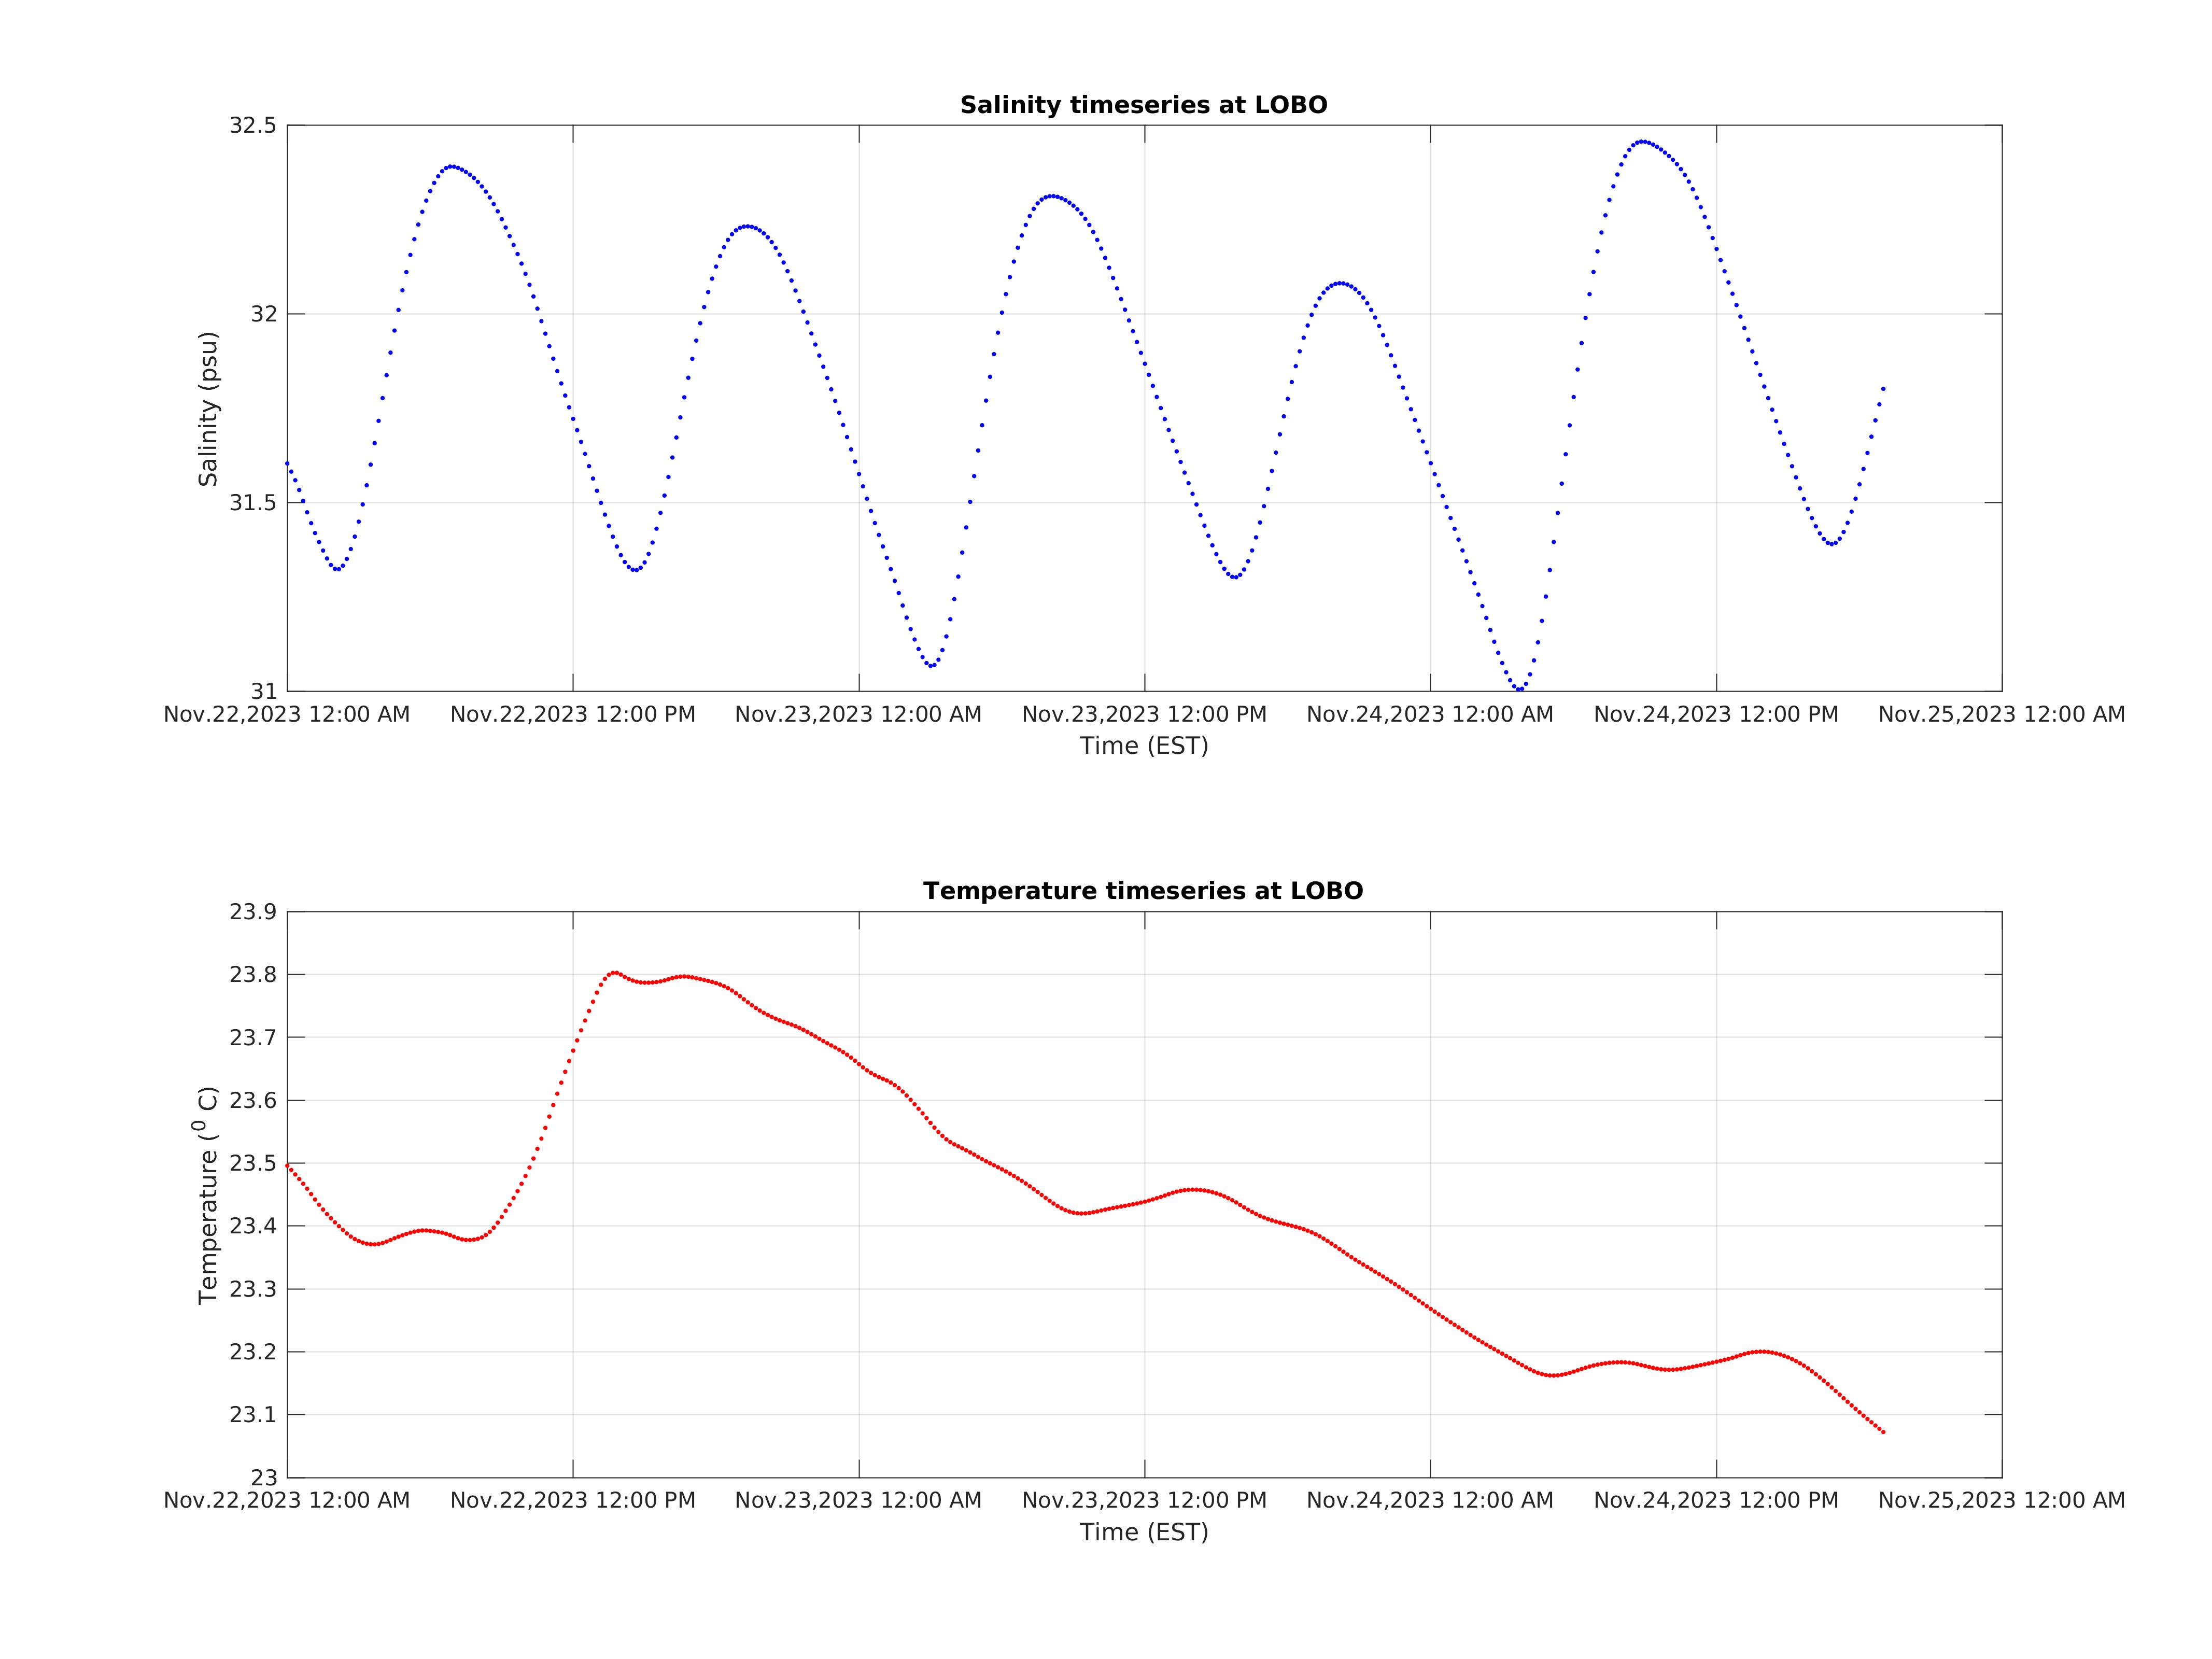 Salinity timeseries at LOBO
32.5
32
31.5
31
Salinity (psu)
Nov.22,2023 12:00 AM Nov.22,2023 12:00 PM Nov.23,2023 12:00 AM Nov.23,2023 12:00 PM Nov.24,2023 12:00 AM Nov.24,2023 12:00 PM Nov.25,2023 12:00 AM
Time (EST)
Temperature timeseries at LOBO
23.9
23.8
23.7
23.6
23.5
23.4
23.3
23.2
23.1
23
Temperature (⁰ C)
Nov.22,2023 12:00 AM Nov.22,2023 12:00 PM Nov.23,2023 12:00 AM Nov.23,2023 12:00 PM Nov.24,2023 12:00 AM Nov.24,2023 12:00 PM Nov.25,2023 12:00 AM
Time (EST)